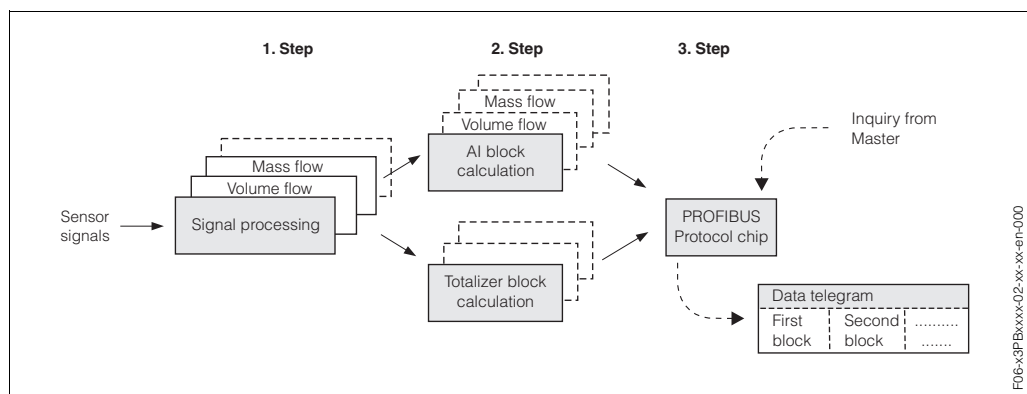 1. Step
2. Step
3. Step
Mass flow
Volume flow
Signal processing
Sensor
signals
Mass flow
Volume flow
AI block
calculation
Totalizer block
calculation
Inquiry from
Master
PROFIBUS
Protocol chip
Data telegram
First
block
Second
block
..........
.......
F06-x3PBxxxx-02-xx-xx-en-000